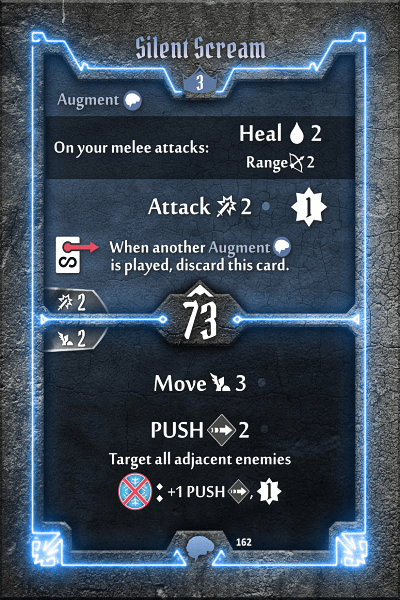 Silent Scream
3
Augment
On your melee attacks:
Heal 2
Range 2
Attack 2
1
S
When another Augment
is played, discard this card.
2
73
2
Move 3
PUSH 2
Target all adjacent enemies
: +1 PUSH , 1
162